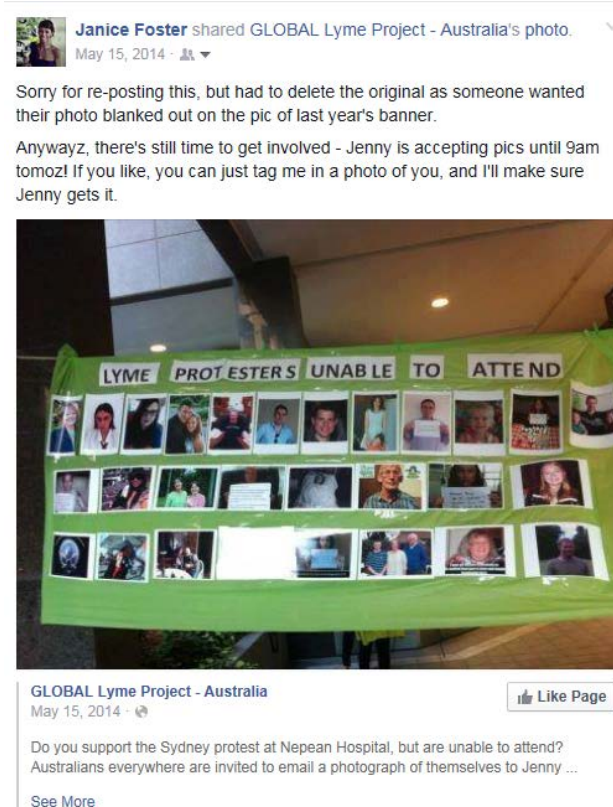 Janice Foster shared GLOBAL Lyme Project - Australia's photo.
May 15, 2014 ·
Sorry for re-posting this, but had to delete the original as someone wanted
their photo blanked out on the pic of last year's banner.
Anywayz, there's still time to get involved - Jenny is accepting pics until 9am
tomoz! If you like, you can just tag me in a photo of you, and I'll make sure
Jenny gets it.
LYME PROTESTERS UNABLE TO ATTEND
GLOBAL Lyme Project - Australia
May 15, 2014 ·
Like Page
Do you support the Sydney protest at Nepean Hospital, but are unable to attend?
Australians everywhere are invited to email a photograph of themselves to Jenny ...
See More